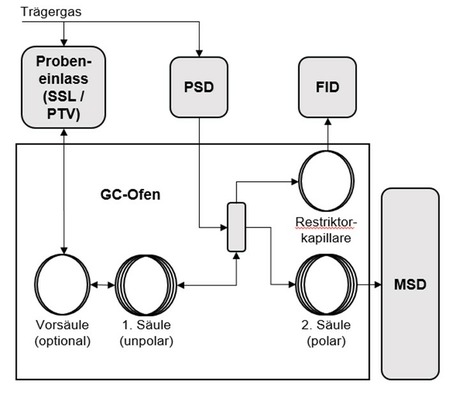 Trägergas
Proben-
einlass
(SSL /
PTV)
PSD
FID
GC-Ofen
Restriktor-
kapillare
MSD
Vorsäule
(optional)
1. Säule
(unpolar)
2. Säule
(polar)